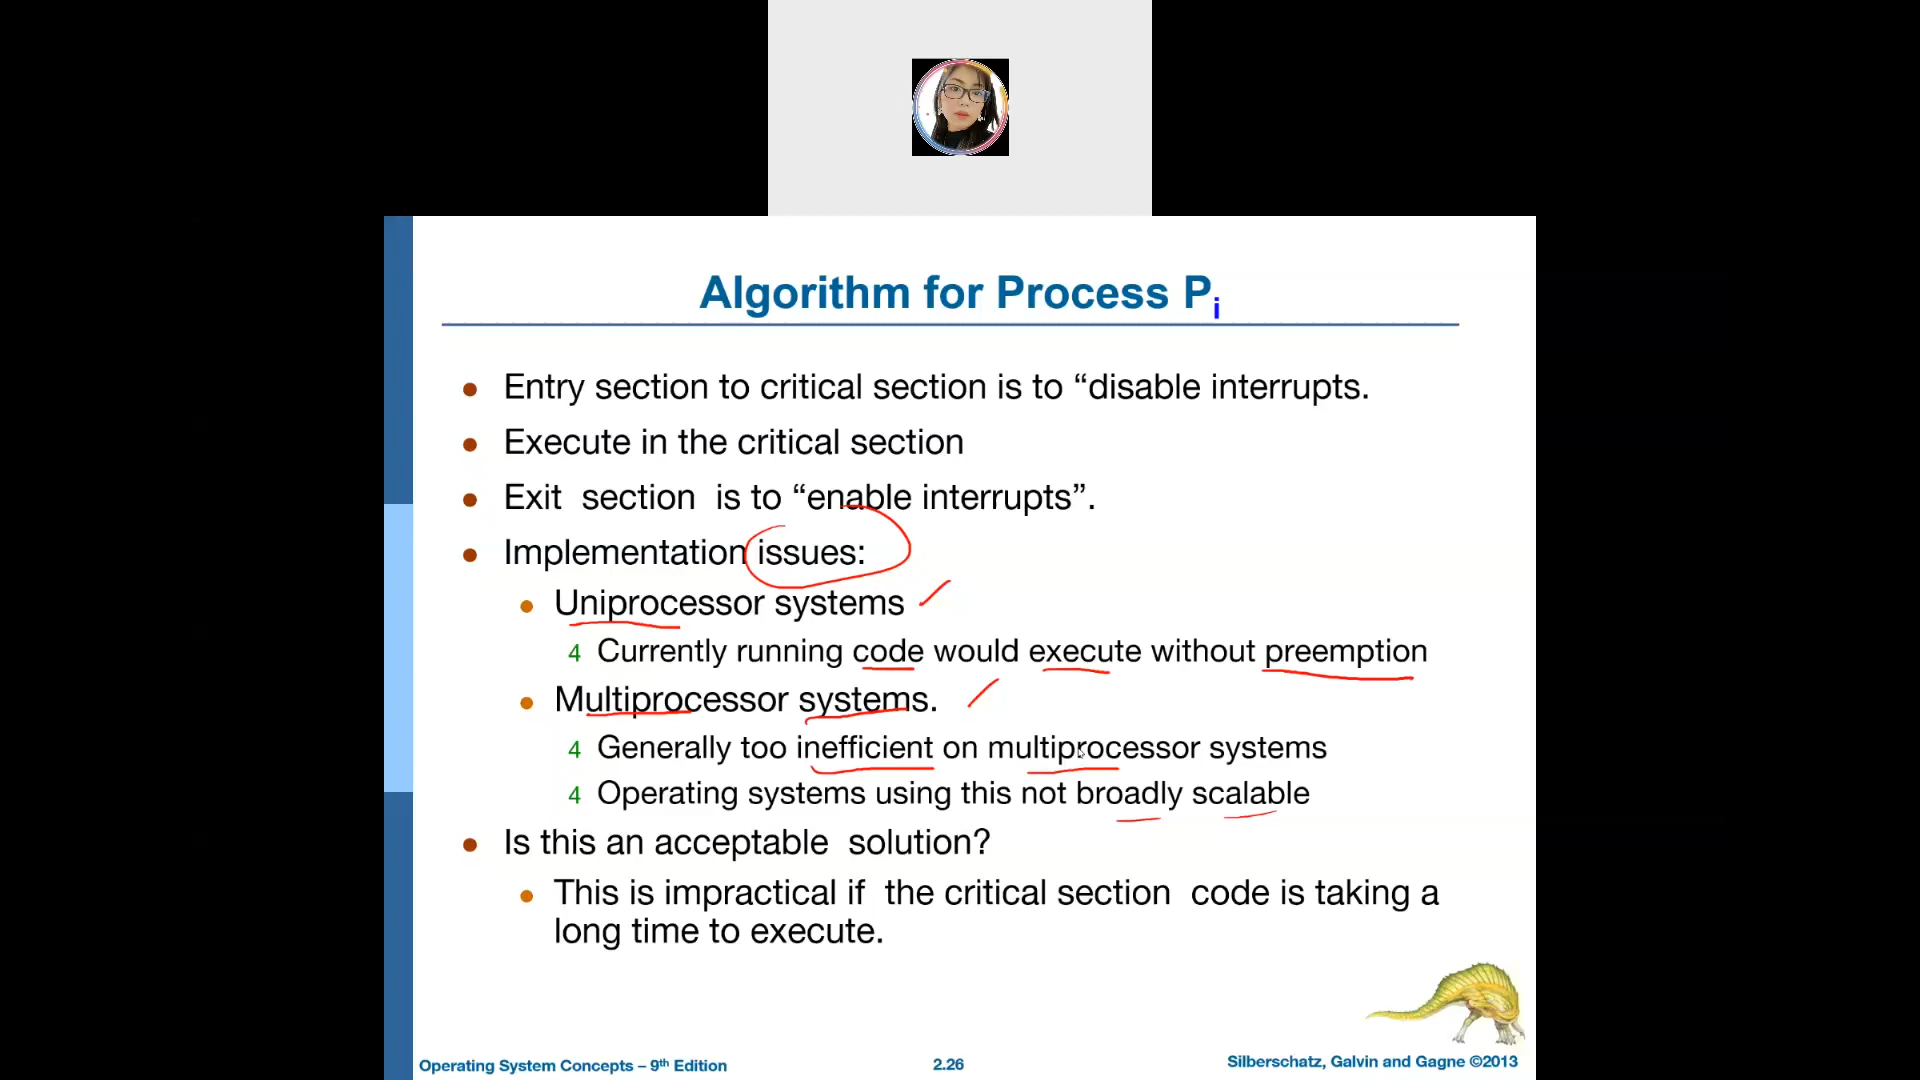 Algorithm for Process Pi
• Entry section to critical section is to “disable interrupts.
• Execute in the critical section
• Exit section is to “enable interrupts”.
• Implementation issues:
• Uniprocessor systems
4 Currently running code would execute without preemption
• Multiprocessor systems.
4 Generally too inefficient on multiprocessor systems
4 Operating systems using this not broadly scalable
• Is this an acceptable solution?
• This is impractical if the critical section code is taking a
long time to execute.
Operating System Concepts – 9th Edition
2.26
Silberschatz, Galvin and Gagne ©2013